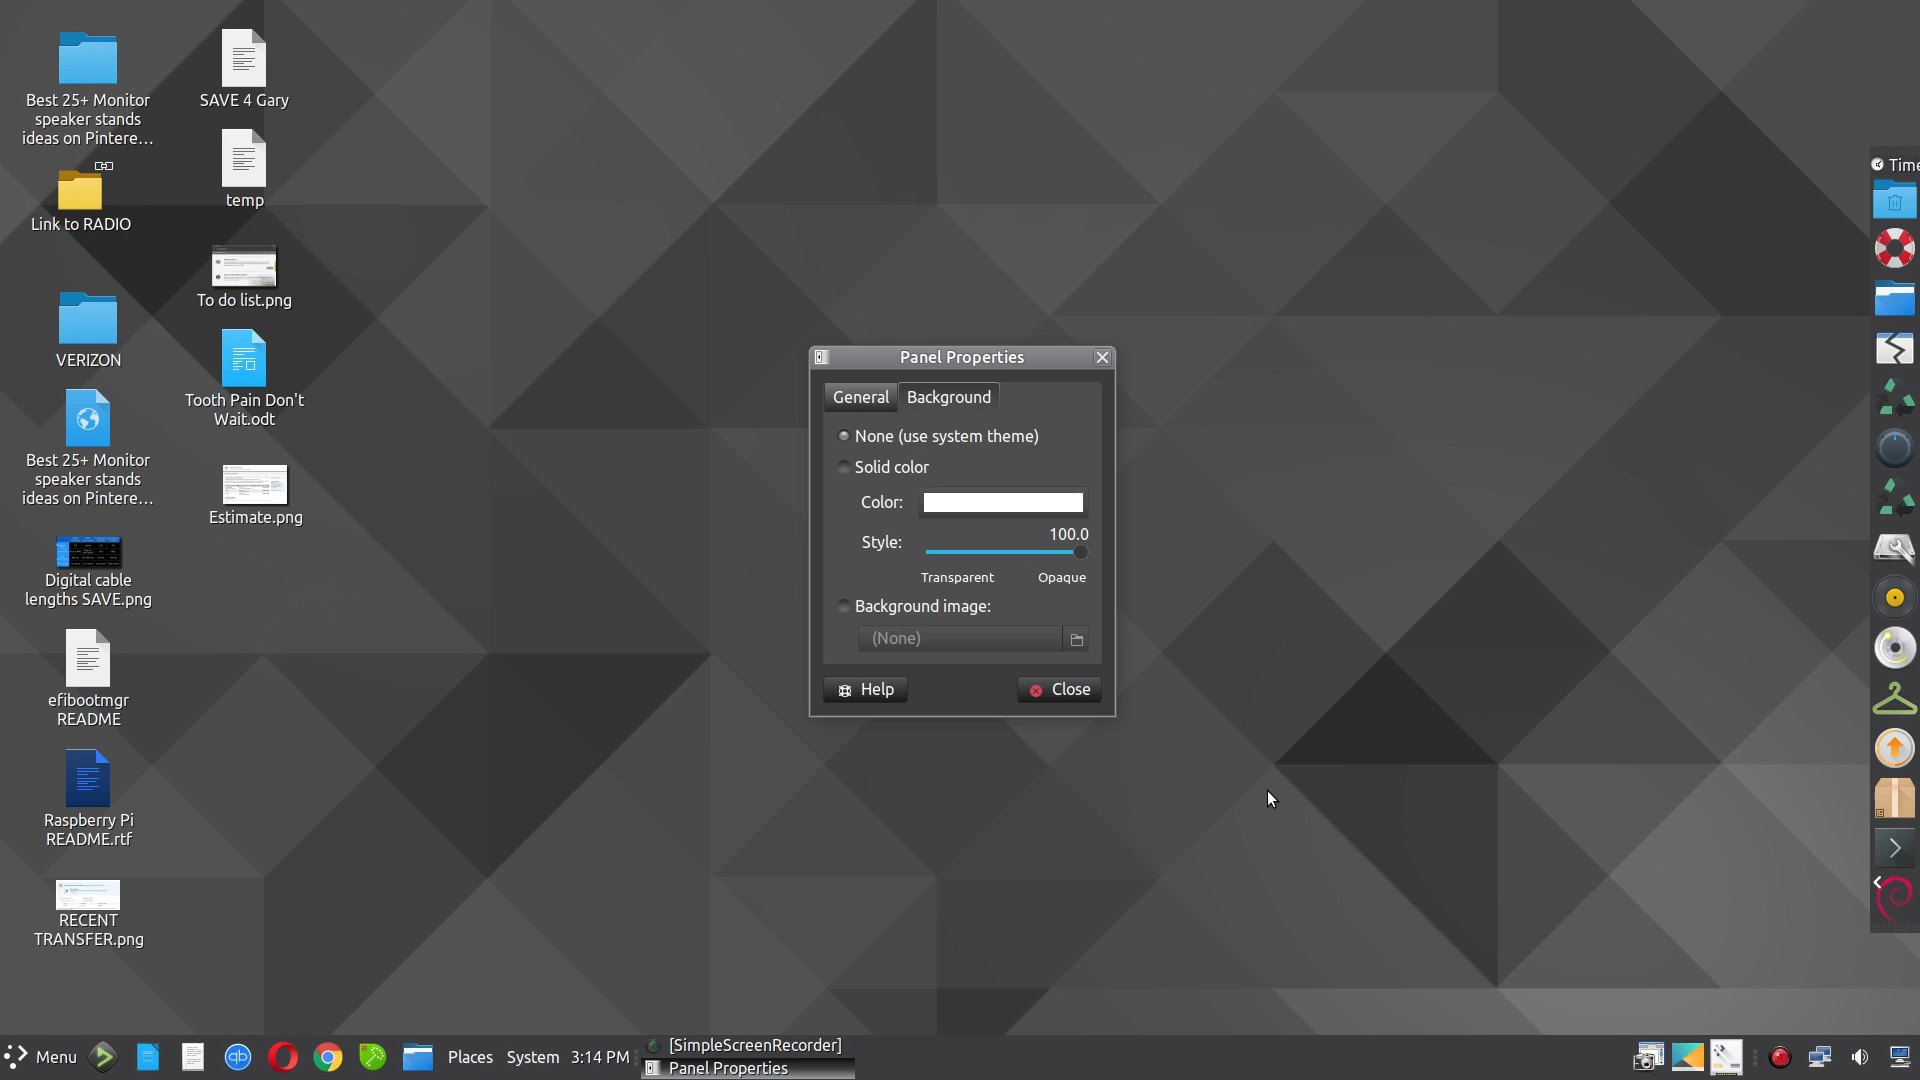 Best 25+ Monitor
speaker stands
ideas on Pintere…
SAVE 4 Gary
temp
Link to RADIO
To do list.png
VERIZON
Tooth Pain Don't
Wait.odt
Best 25+ Monitor
speaker stands
ideas on Pintere…
Estimate.png
Digital cable
lengths SAVE.png
efibootmgr
README
Raspberry Pi
README.rtf
RECENT
TRANSFER.png
Panel Properties
General
Background
None (use system theme)
Solid color
Color:
100.0
Style:
Transparent
Opaque
Background image:
(None)
Help
Close
Time
Menu
Places
System
3:14 PM
[SimpleScreenRecorder]
Panel Properties